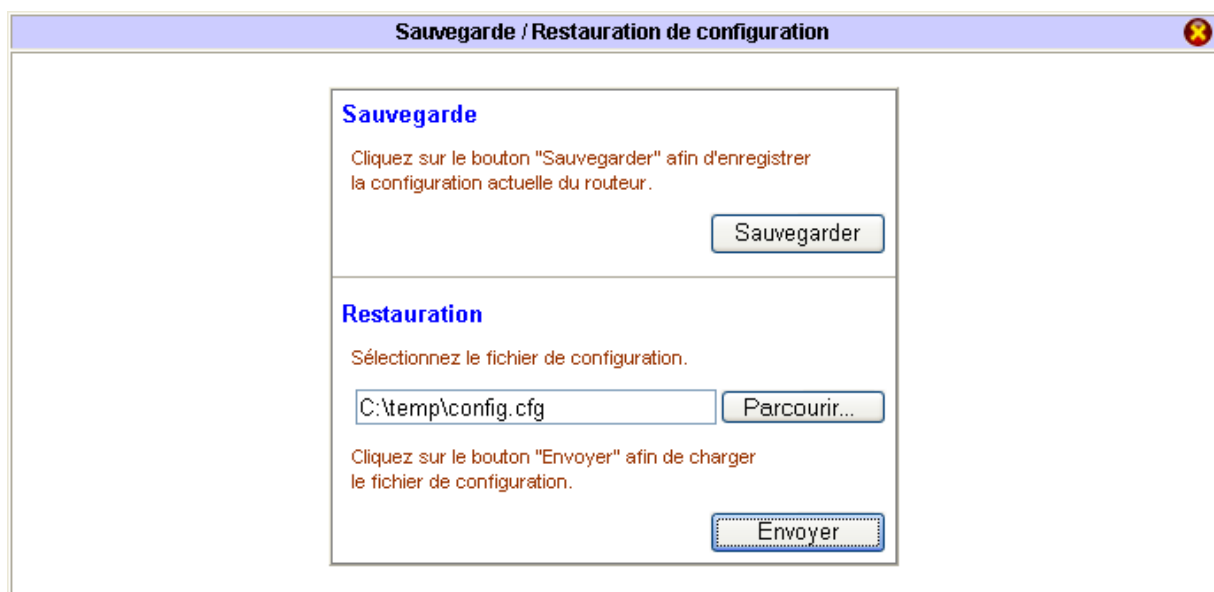 Sauvegarde / Restauration de configuration
Sauvegarde
Cliquez sur le bouton "Sauvegarder" afin d'enregistrer
la configuration actuelle du routeur.
Sauvegarder
Restauration
Sélectionnez le fichier de configuration.
C:\temp\config.cfg
Parcourir...
Cliquez sur le bouton "Envoyer" afin de charger
le fichier de configuration.
Envoyer